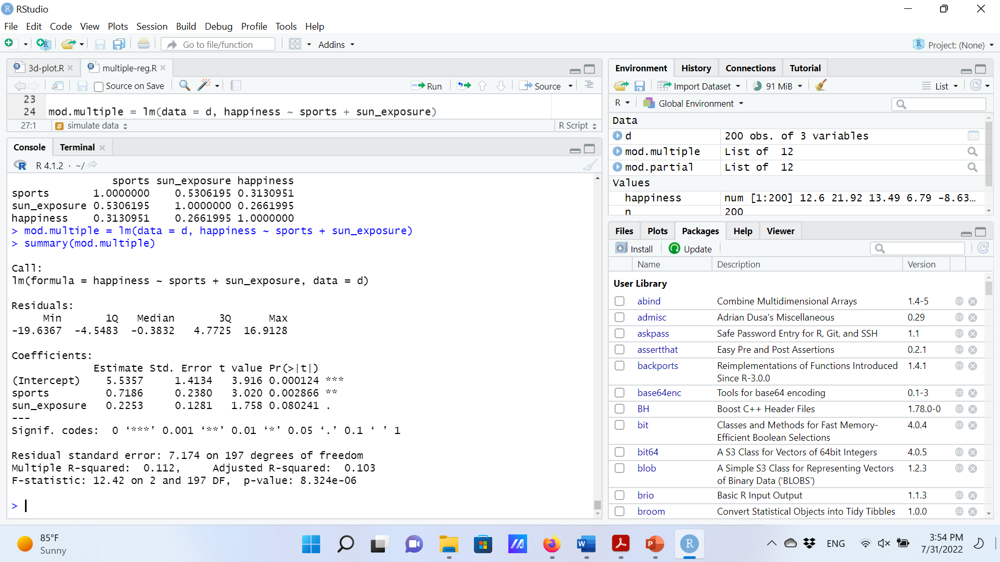 RStudio
File Edit Code View Plots Session Build Debug Profile Tools Help
Go to file/function Addins Project: (None)
3d-plot.R multiple-reg.R
Source on Save Run Source
23
24 mod.multiple = lm(data = d, happiness ~ sports + sun_exposure)
27:1 simulate data R Script
Console Terminal
R 4.1.2 · ~/
sports sun_exposure happiness
sports 1.0000000 0.5306195 0.3130951
sun_exposure 0.5306195 1.0000000 0.2661995
happiness 0.3130951 0.2661995 1.0000000
> mod.multiple = lm(data = d, happiness ~ sports + sun_exposure)
> summary(mod.multiple)
Call:
lm(formula = happiness ~ sports + sun_exposure, data = d)
Residuals:
Min 1Q Median 3Q Max
-19.6367 -4.5483 -0.3832 4.7725 16.9128
Coefficients:
Estimate Std. Error t value Pr(>|t|)
(Intercept) 5.5357 1.4134 3.916 0.000124 ***
sports 0.7186 0.2380 3.020 0.002866 **
sun_exposure 0.2253 0.1281 1.758 0.080241 .
---
Signif. codes: 0 ‘***’ 0.001 ‘**’ 0.01 ‘*’ 0.05 ‘.’ 0.1 ‘ ’ 1
Residual standard error: 7.174 on 197 degrees of freedom
Multiple R-squared: 0.112, Adjusted R-squared: 0.103
F-statistic: 12.42 on 2 and 197 DF, p-value: 8.324e-06
>
Environment History Connections Tutorial
Import Dataset 91 MiB List
R Global Environment
Data
d 200 obs. of 3 variables
mod.multiple List of 12
mod.partial List of 12
Values
happiness num [1:200] 12.6 21.92 13.49 6.79 -8.63...
n 200
Files Plots Packages Help Viewer
Install Update
Name Description Version
User Library
abind Combine Multidimensional Arrays 1.4-5
admisc Adrian Dusa's Miscellaneous 0.29
askpass Safe Password Entry for R, Git, and SSH 1.1
assertthat Easy Pre and Post Assertions 0.2.1
backports Reimplementations of Functions Introduced 1.4.1
Since R-3.0.0
base64enc Tools for base64 encoding 0.1-3
BH Boost C++ Header Files 1.78.0-0
bit Classes and Methods for Fast Memory- 4.0.4
Efficient Boolean Selections
bit64 A S3 Class for Vectors of 64bit Integers 4.0.5
blob A Simple S3 Class for Representing Vectors 1.2.3
of Binary Data ('BLOBS')
brio Basic R Input Output 1.1.3
broom Convert Statistical Objects into Tidy Tibbles 1.0.0
85°F
Sunny
ENG
3:54 PM
7/31/2022